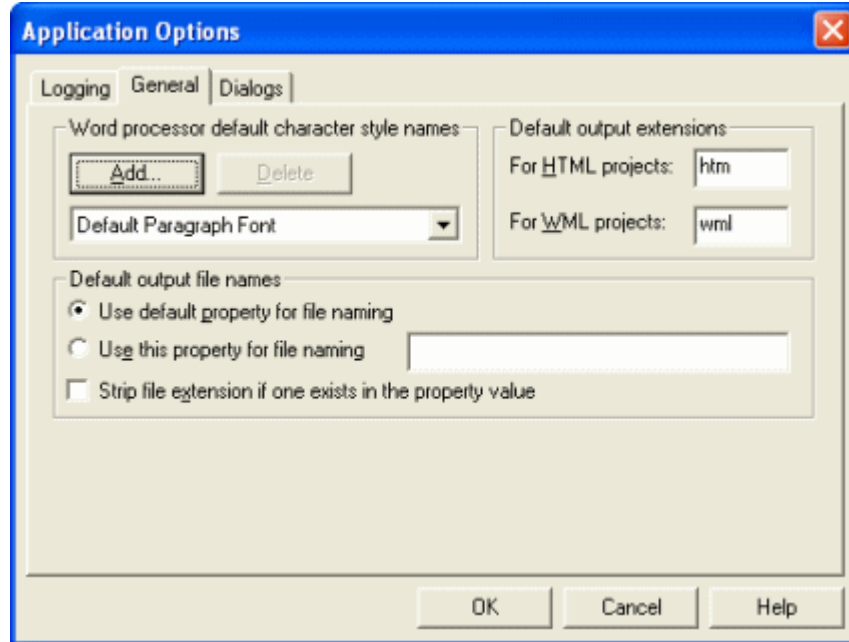 Application Options
Logging General Dialogs
Word processor default character style names
Add... Delete
Default Paragraph Font
Default output extensions
For HTML projects: htm
For WML projects: wml
Default output file names
Use default property for file naming
Use this property for file naming
Strip file extension if one exists in the property value
OK Cancel Help